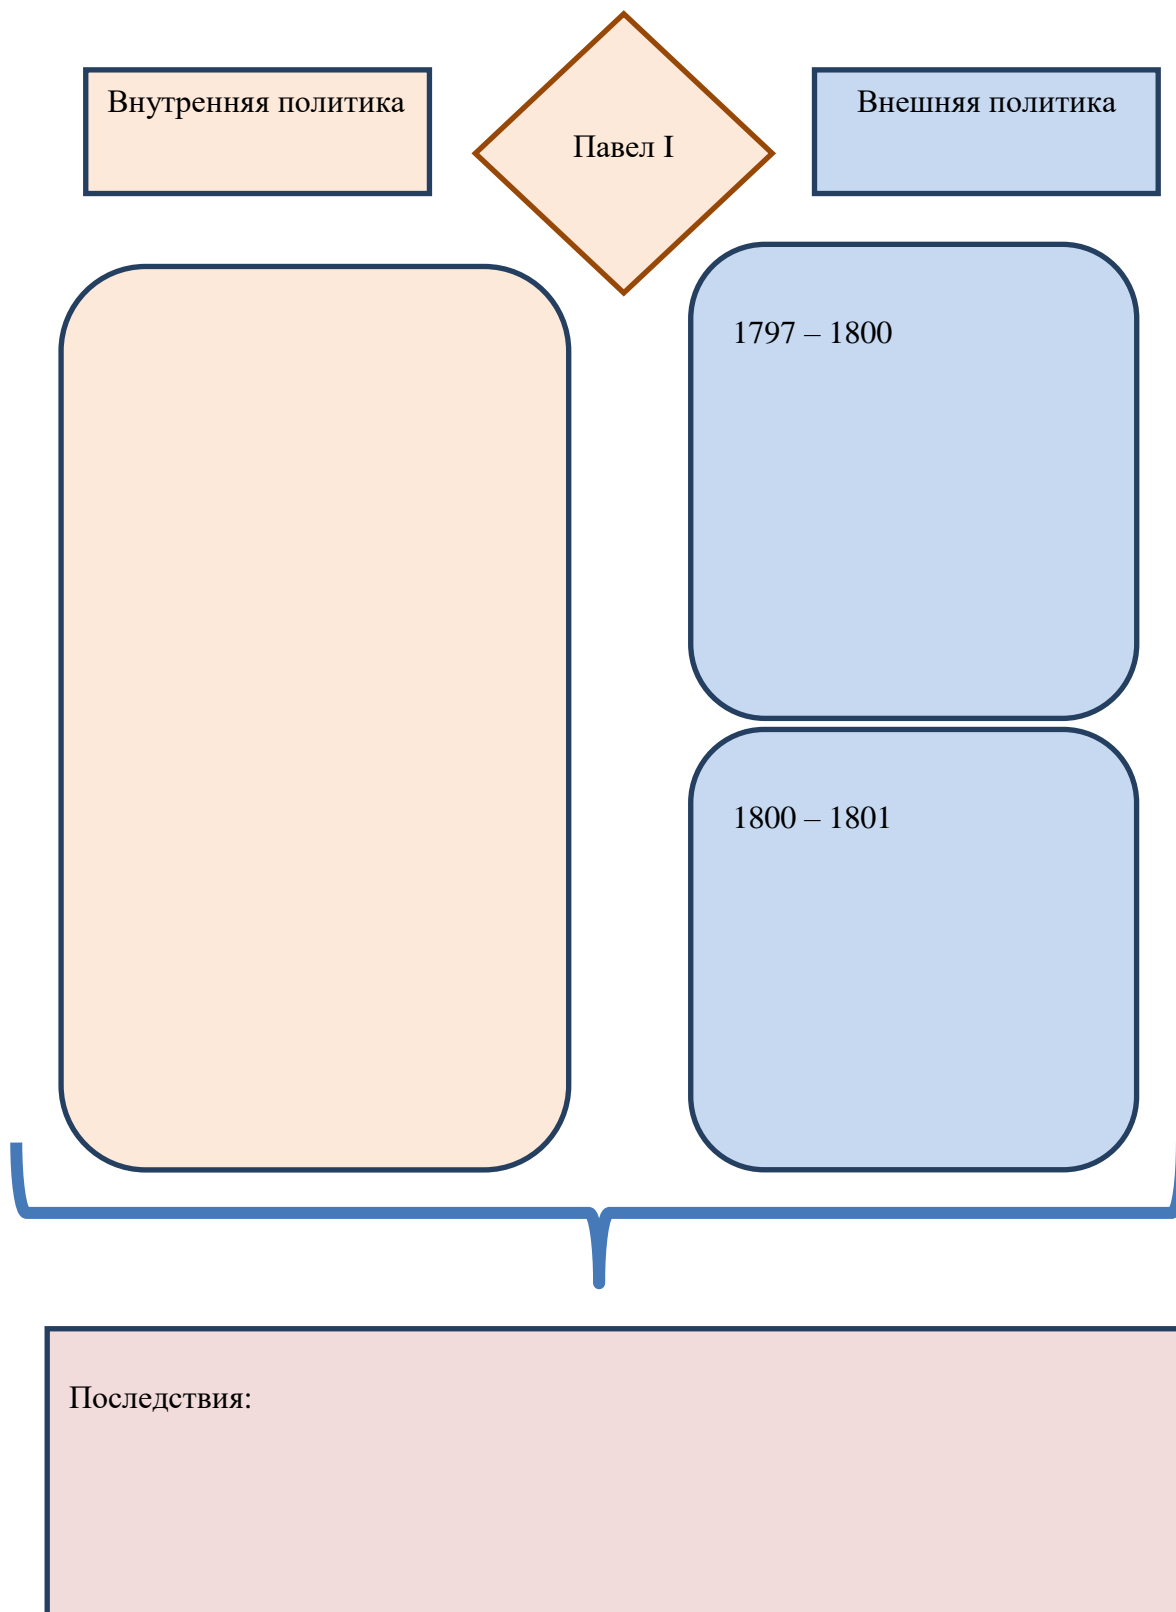 Внутренняя политика
Павел I
Внешняя политика
1797 – 1800
1800 – 1801
Последствия: